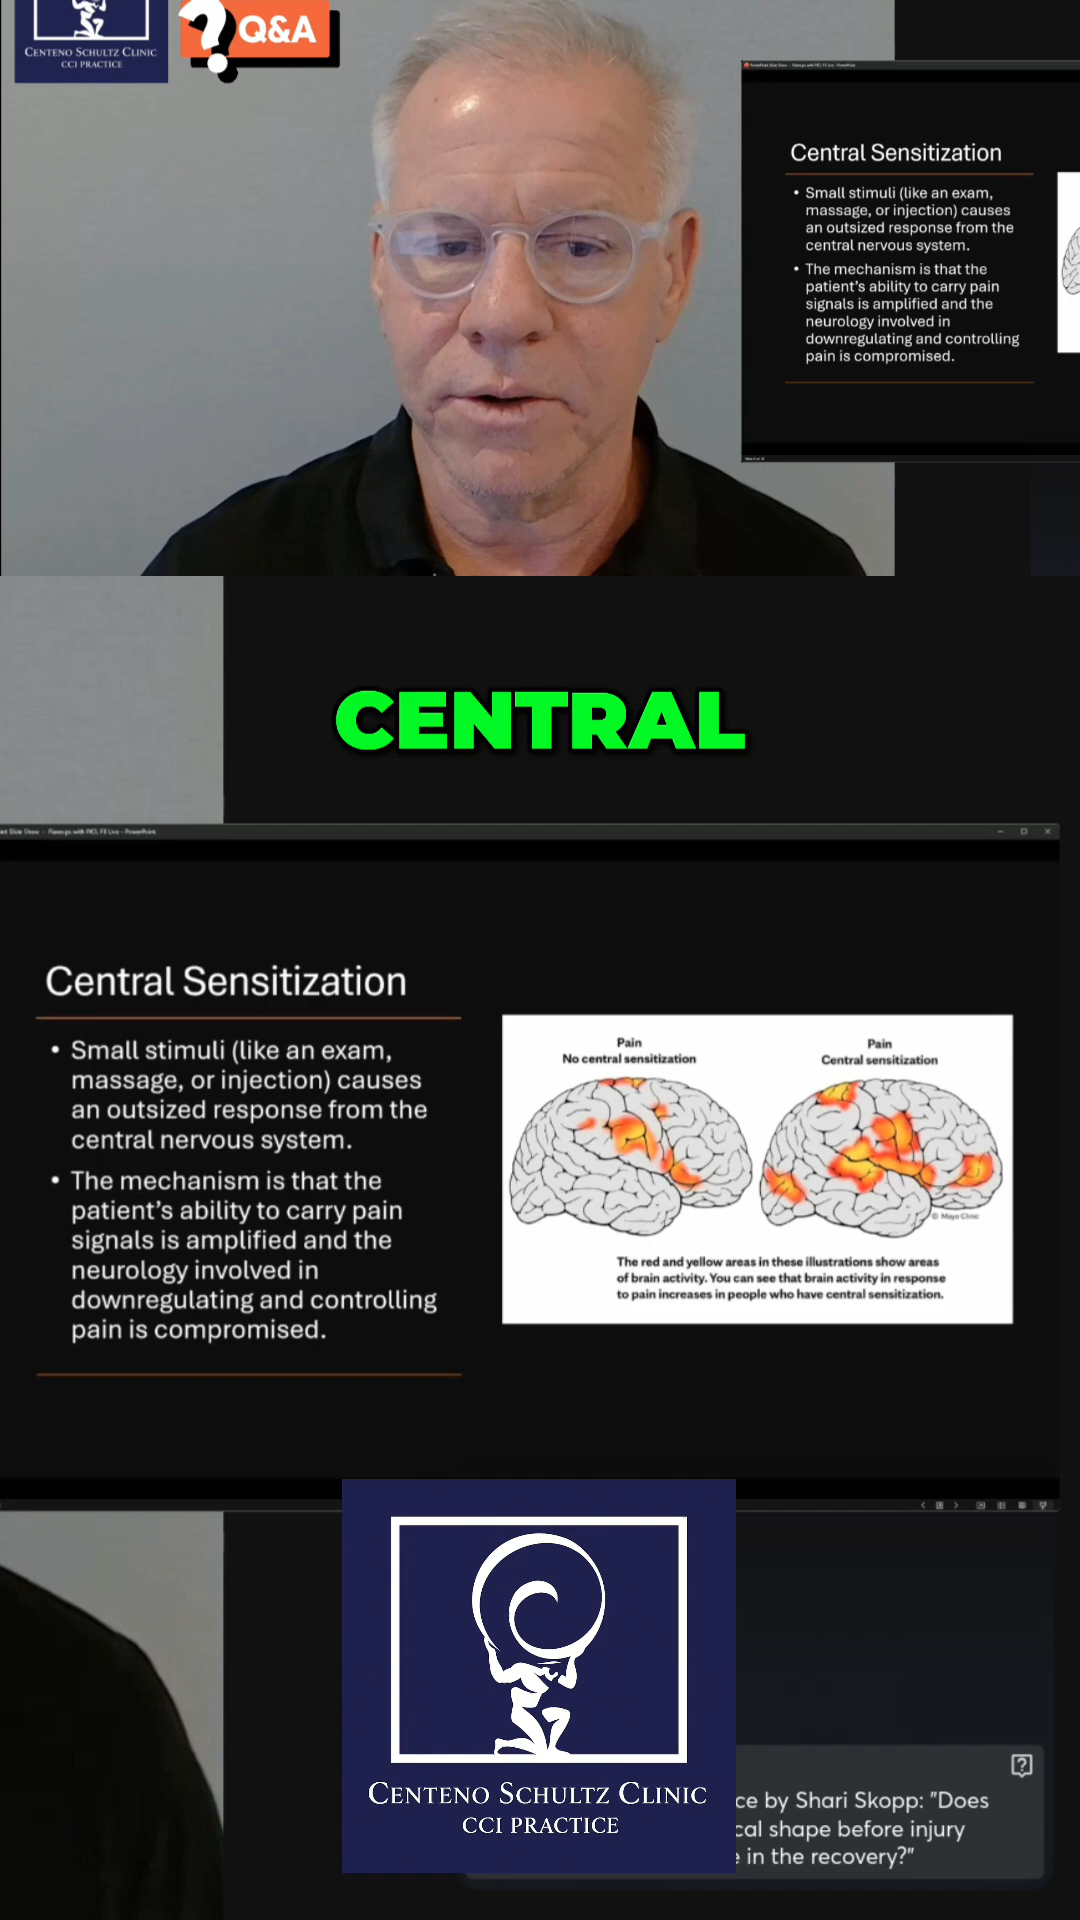 CENTENO SCHULTZ CLINIC
CCI PRACTICE
Q&A
Central Sensitization
• Small stimuli (like an exam,
massage, or injection) causes
an outsized response from the
central nervous system.
• The mechanism is that the
patient's ability to carry pain
signals is amplified and the
neurology involved in
downregulating and controlling
pain is compromised.
CENTRAL
Central Sensitization
• Small stimuli (like an exam,
massage, or injection) causes
an outsized response from the
central nervous system.
• The mechanism is that the
patient's ability to carry pain
signals is amplified and the
neurology involved in
downregulating and controlling
pain is compromised.
Pain
No central sensitization
Pain
Central sensitization
© Mayo Clinic
The red and yellow areas in these illustrations show areas
of brain activity. You can see that brain activity in response
to pain increases in people who have central sensitization.
CENTENO SCHULTZ CLINIC
CCI PRACTICE
ce by Shari Skopp: "Does
cal shape before injury
e in the recovery?"